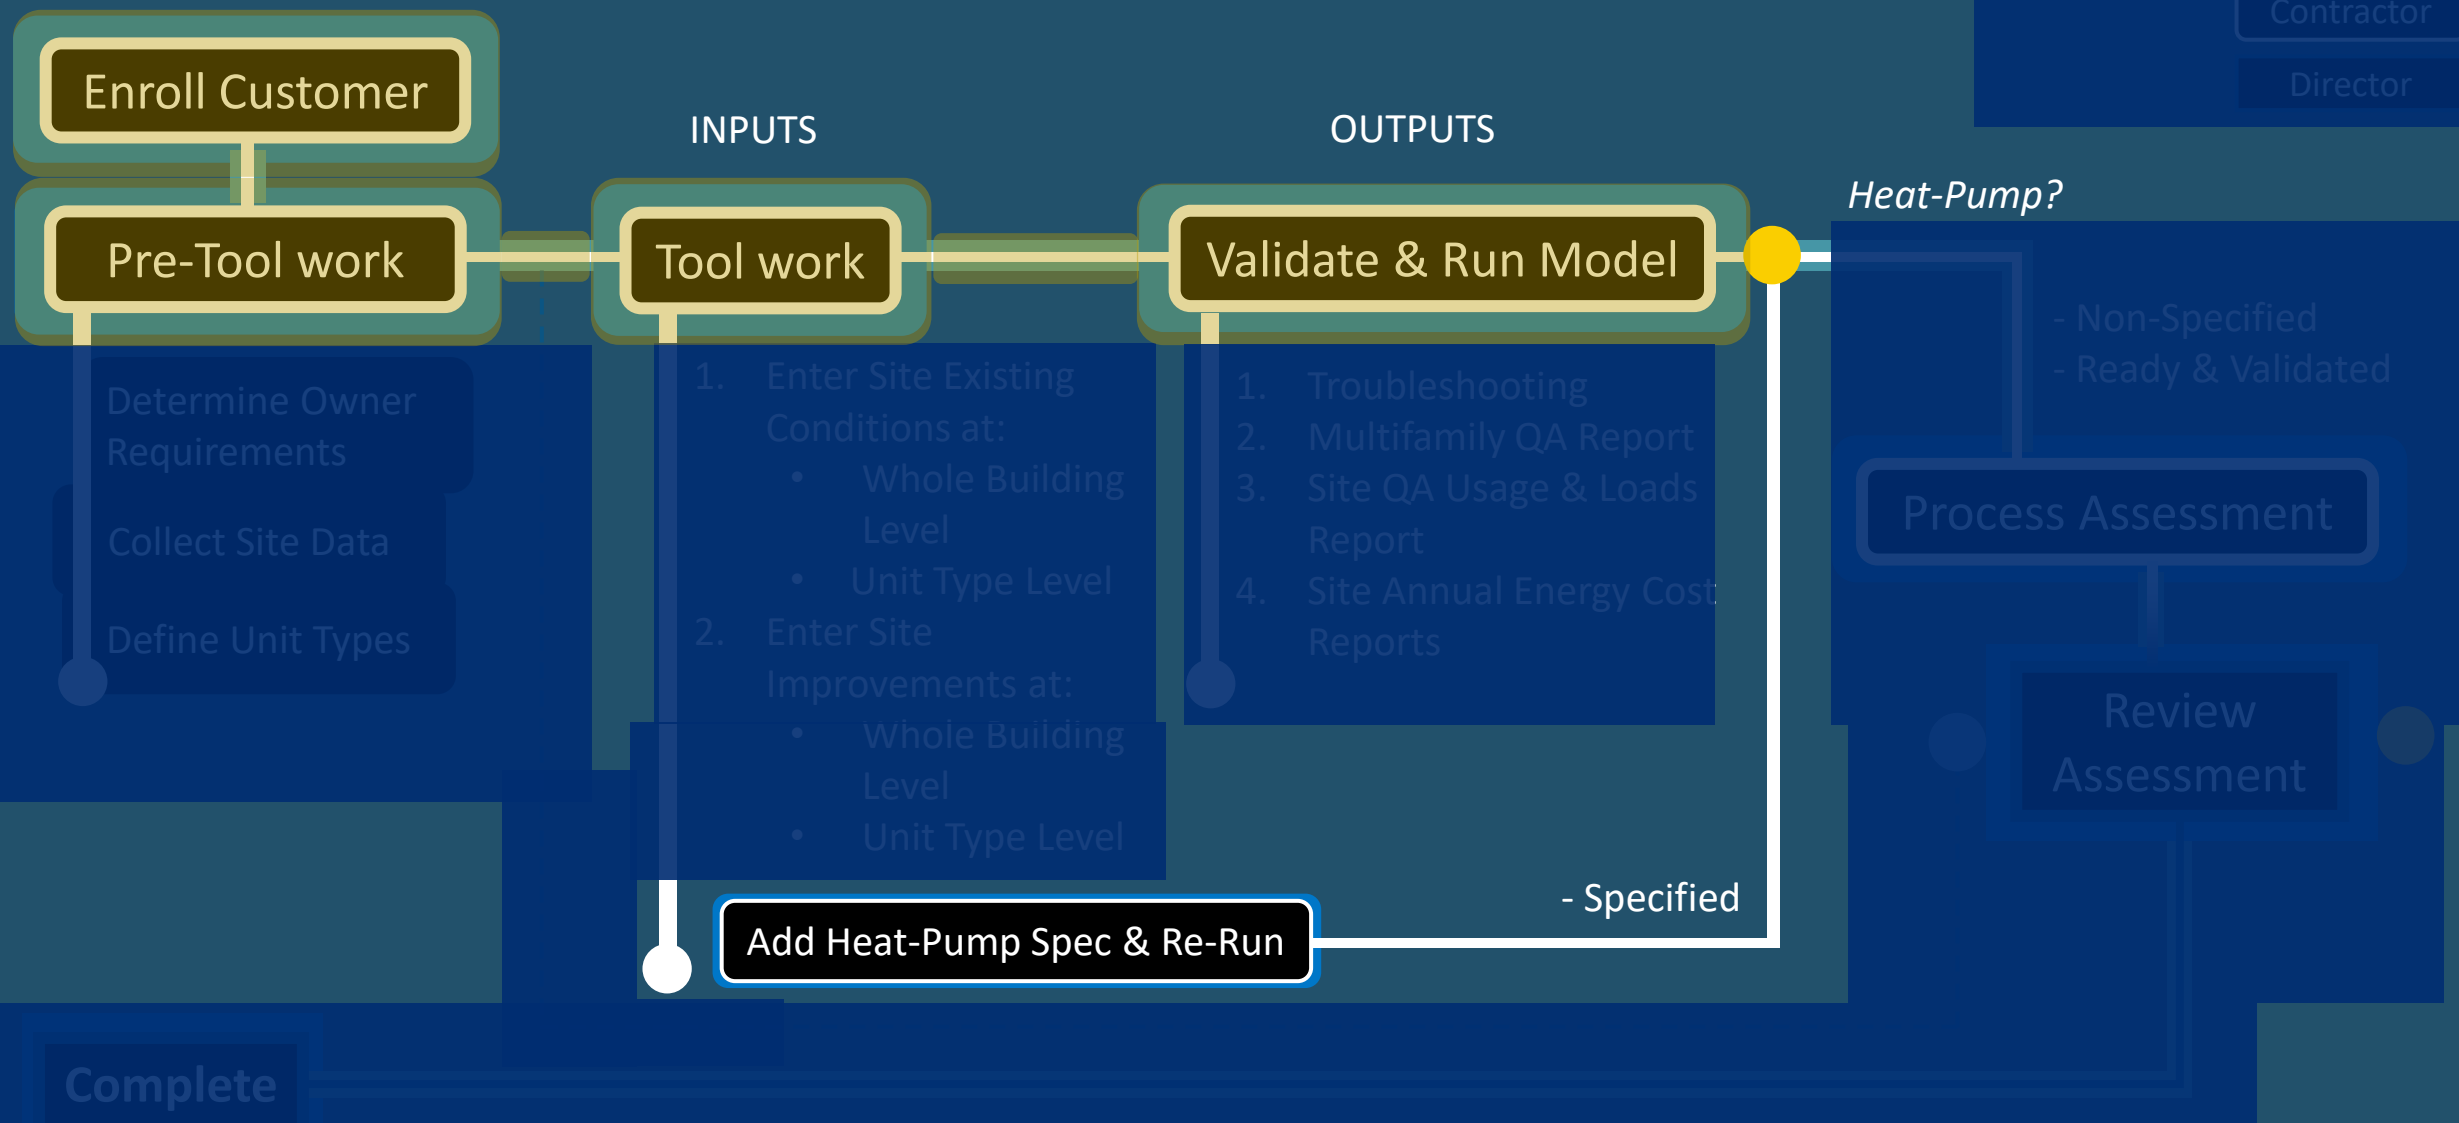 Contractor
Director
Enroll Customer
INPUTS
OUTPUTS
Heat-Pump?
Pre-Tool work
Tool work
Validate & Run Model
- Non-Specified
- Ready & Validated
Determine Owner
Requirements
Collect Site Data
Define Unit Types
1. Enter Site Existing
Conditions at:
• Whole Building
Level
• Unit Type Level
2. Enter Site
Improvements at:
• Whole Building
Level
• Unit Type Level
1. Troubleshooting
2. Multifamily QA Report
3. Site QA Usage & Loads
Report
4. Site Annual Energy Cost
Reports
Process Assessment
Review
Assessment
- Specified
Add Heat-Pump Spec & Re-Run
Complete